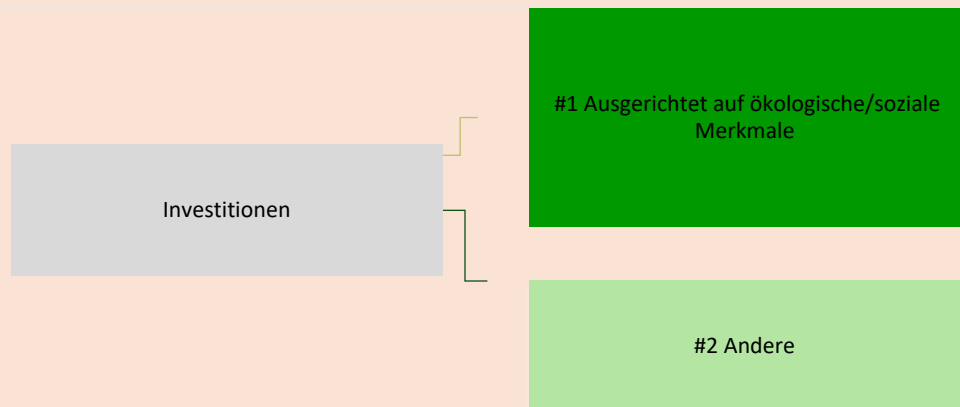 #1 Ausgerichtet auf ökologische/soziale
Merkmale
Investitionen
#2 Andere